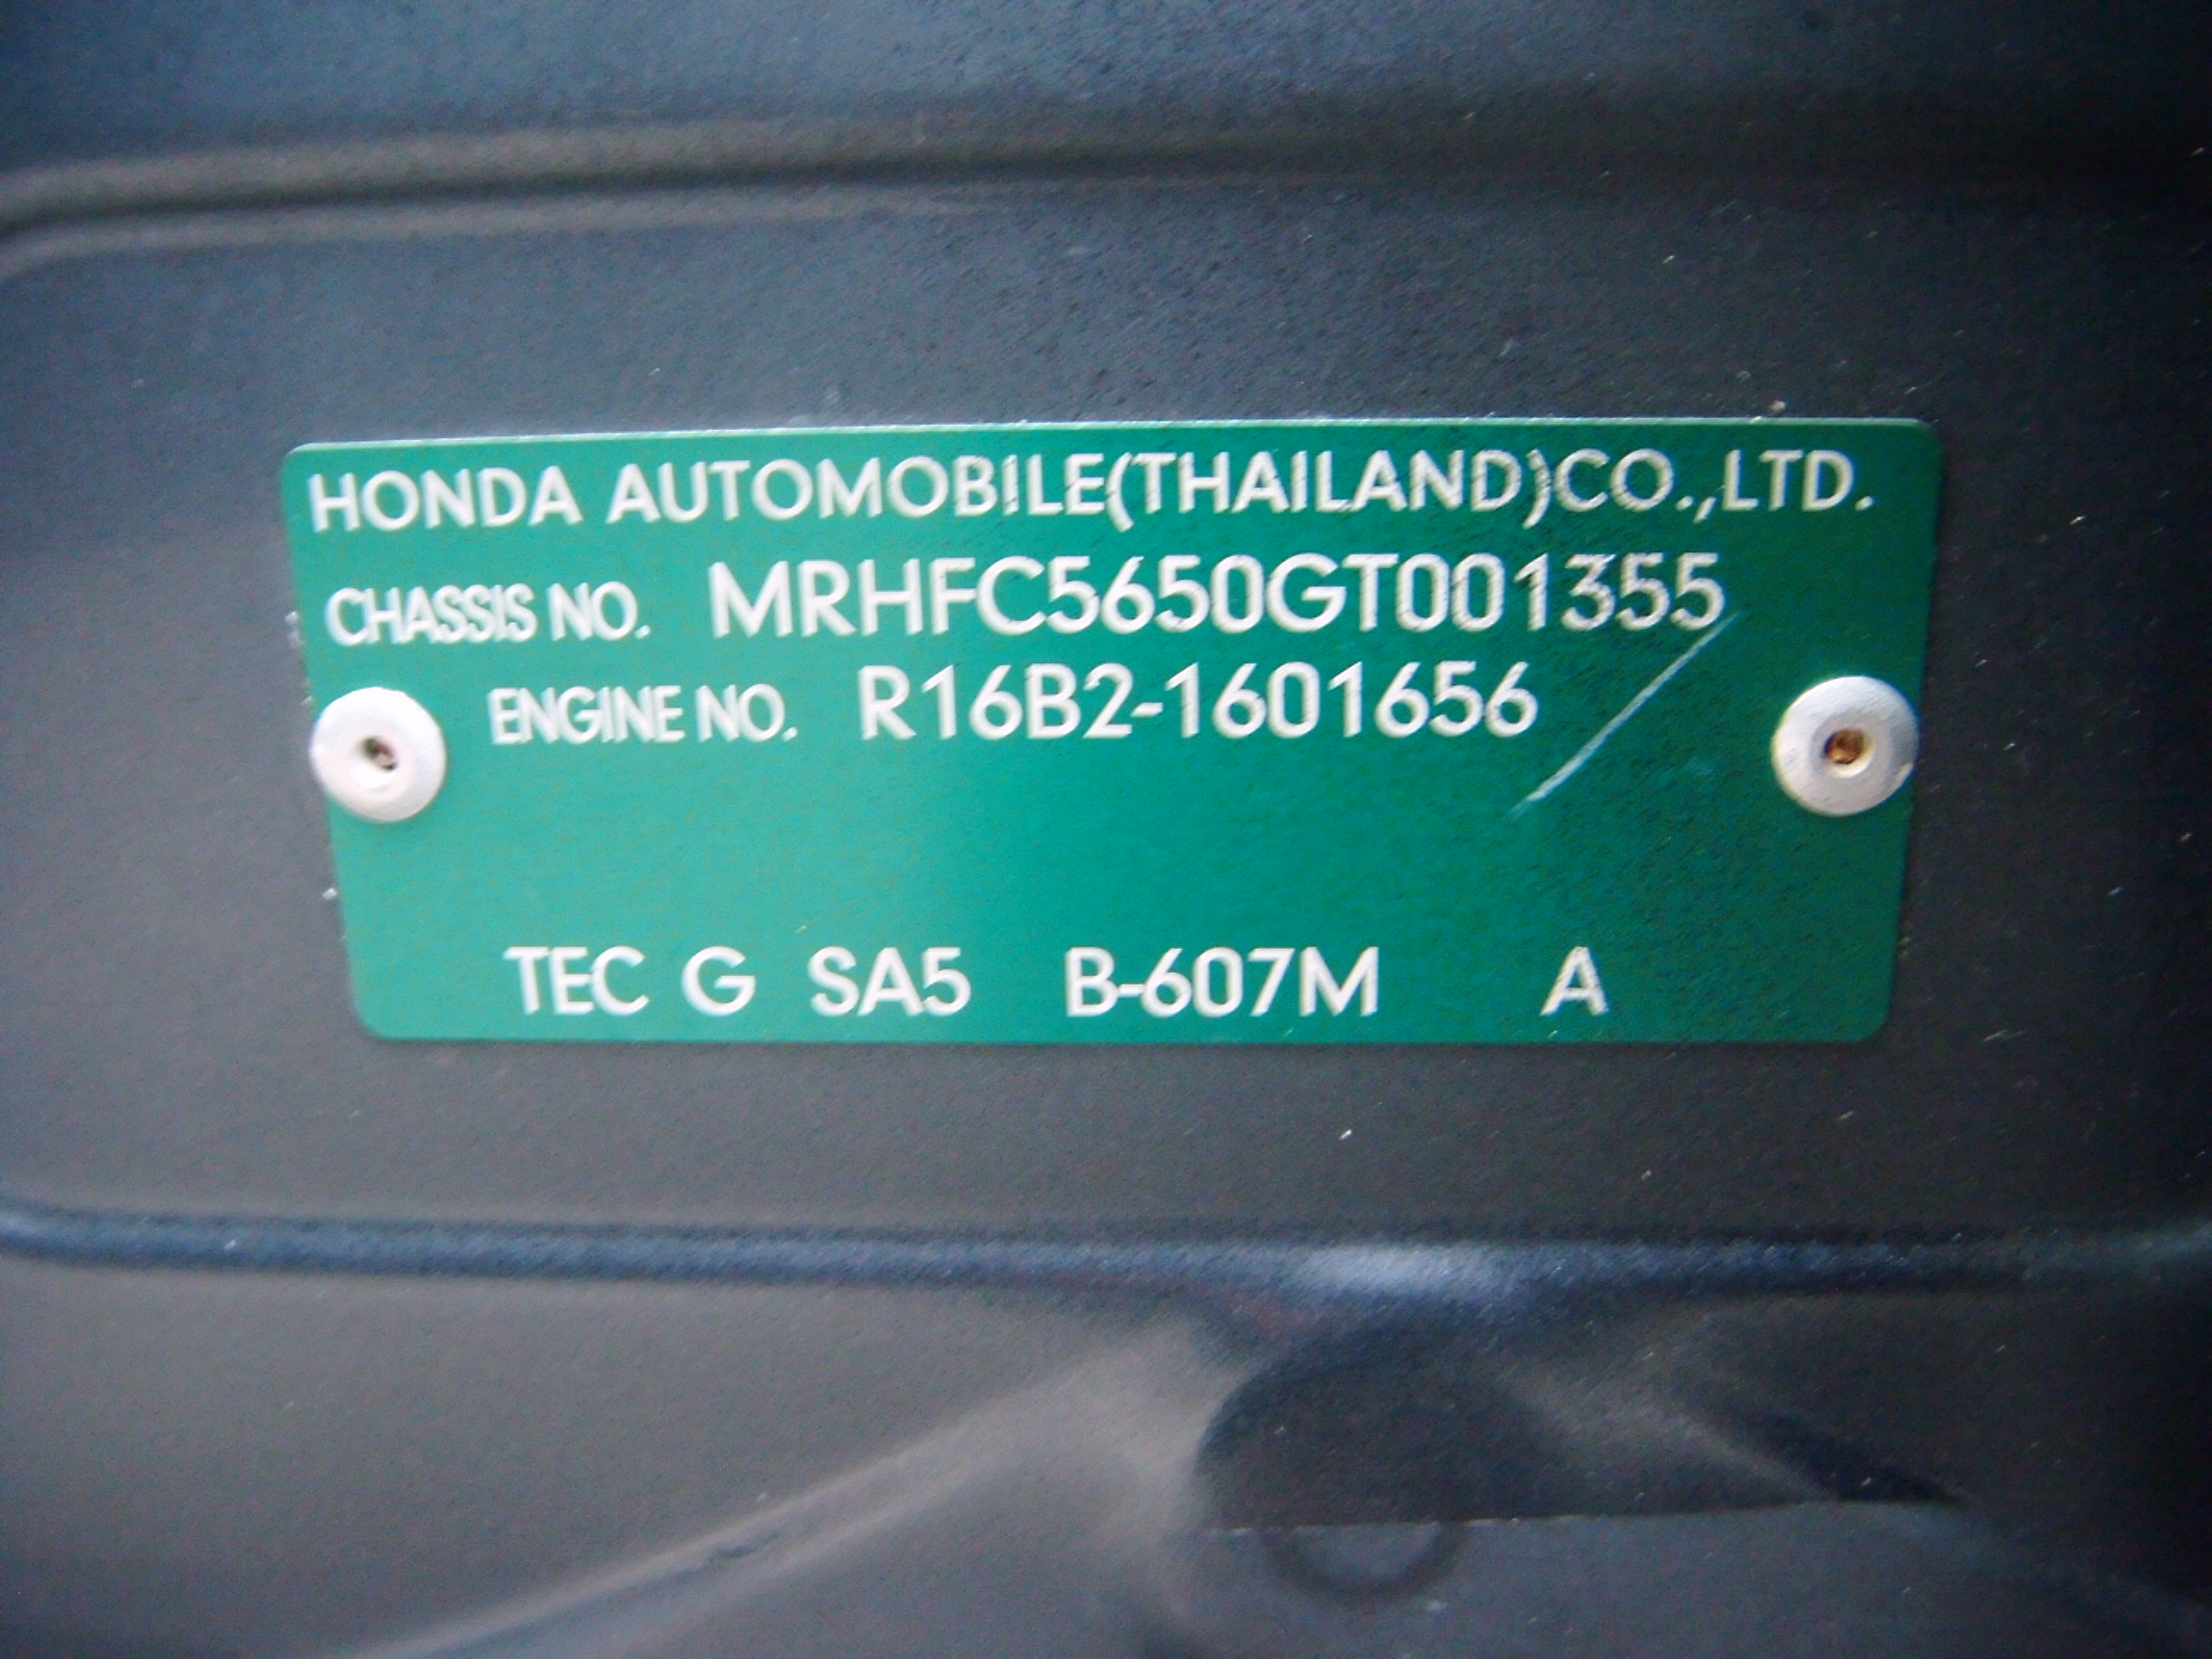 HONDA AUTOMOBILE(THAILAND)CO.,LTD.
CHASSIS NO. MRHFC5650GT001355
ENGINE NO. R16B2-1601656
TEC G SA5 B-607M A